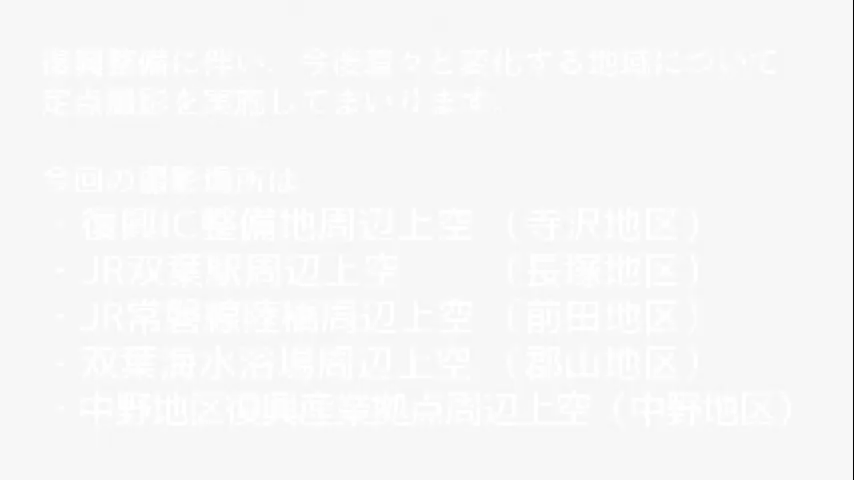 復興整備に伴い、今後益々と変化する地域について
定点撮影を実施してまいります。
今回の撮影場所は
・復興IC整備地周辺上空 （寺沢地区）
・JR双葉駅周辺上空 （長塚地区）
・JR常磐線陸橋周辺上空 （前田地区）
・双葉海水浴場周辺上空 （郡山地区）
・中野地区復興産業拠点周辺上空（中野地区）